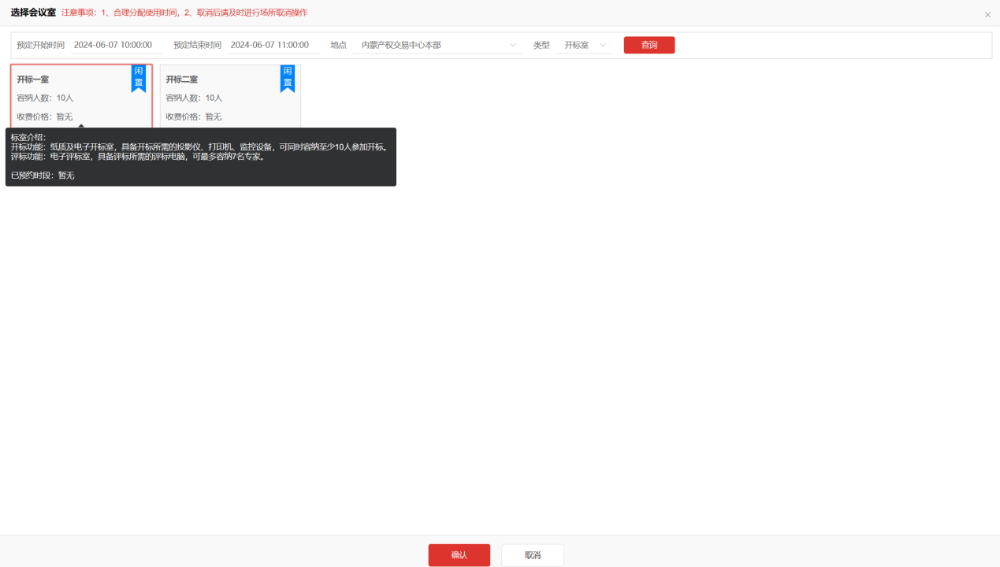 选择会议室 注意事项：1、合理分配使用时间，2、取消后请及时进行场所取消操作
预定开始时间 2024-06-07 10:00:00 预定结束时间 2024-06-07 11:00:00 地点 内蒙产权交易中心本部 类型 开标室 查询
开标一室 闲置
容纳人数：10人
收费价格：暂无
开标二室 闲置
容纳人数：10人
收费价格：暂无
标室介绍：
开标功能：纸质及电子开标室，具备开标所需的投影仪、打印机、监控设备，可同时容纳至少10人参加开标。
评标功能：电子评标室，具备评标所需的评标电脑，可最多容纳7名专家。
已预约时段：暂无
确认 取消